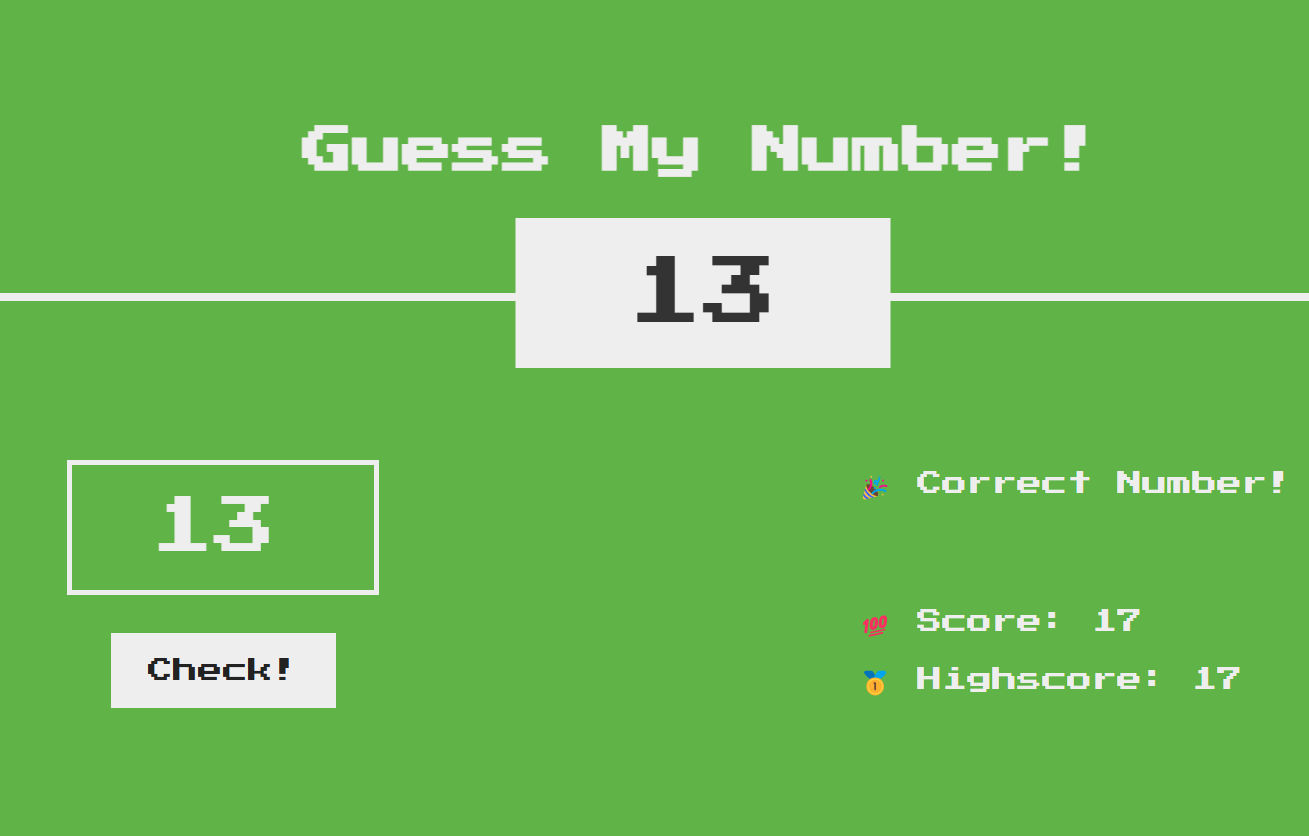 Guess My Number!
13
13
Check!
🎉 Correct Number!
💯 Score: 17
🥇 Highscore: 17